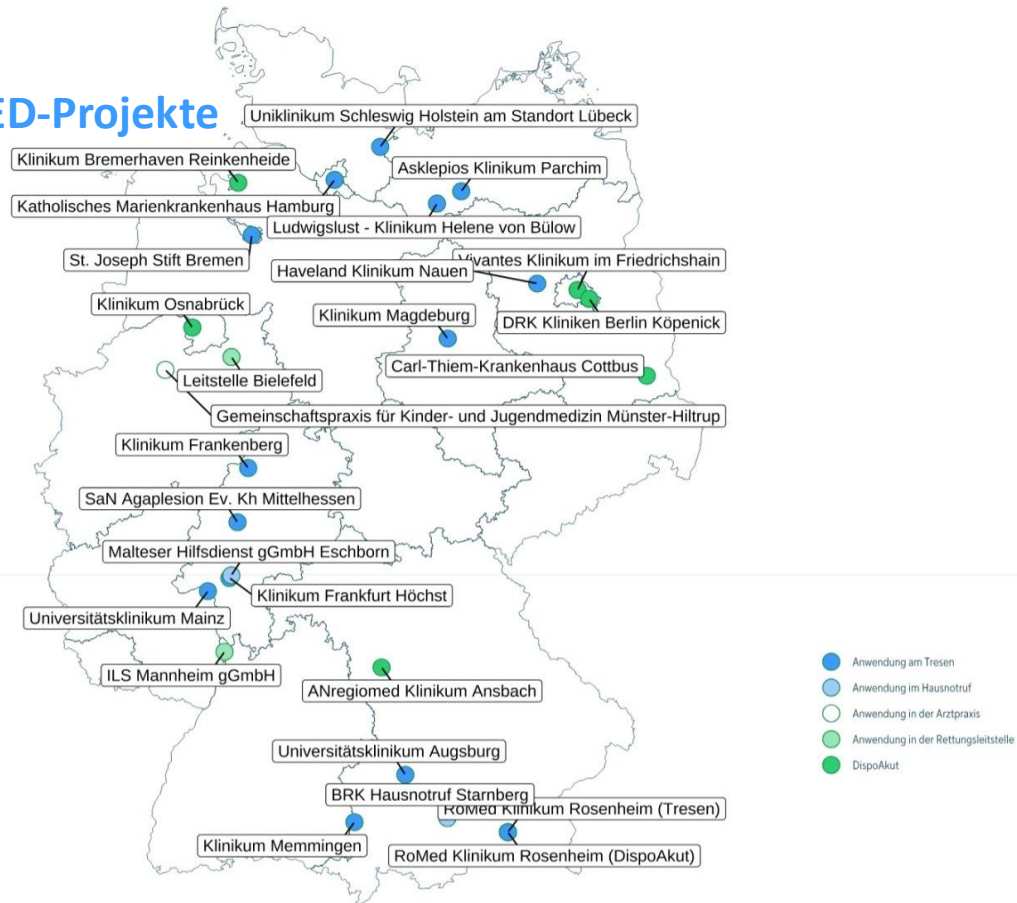 ED-Projekte
Uniklinikum Schleswig Holstein am Standort Lübeck
Klinikum Bremerhaven Reinkenheide
Asklepios Klinikum Parchim
Katholisches Marienkrankenhaus Hamburg
Ludwigslust - Klinikum Helene von Bülow
St. Joseph Stift Bremen
Vivantes Klinikum im Friedrichshain
Haveland Klinikum Nauen
Klinikum Osnabrück
Klinikum Magdeburg
DRK Kliniken Berlin Köpenick
Carl-Thiem-Krankenhaus Cottbus
Leitstelle Bielefeld
Gemeinschaftspraxis für Kinder- und Jugendmedizin Münster-Hiltrup
Klinikum Frankenberg
SaN Agaplesion Ev. Kh Mittelhessen
Malteser Hilfsdienst gGmbH Eschborn
Klinikum Frankfurt Höchst
Universitätsklinikum Mainz
ILS Mannheim gGmbH
ANregiomed Klinikum Ansbach
Universitätsklinikum Augsburg
BRK Hausnotruf Starnberg
RoMed Klinikum Rosenheim (Tresen)
Klinikum Memmingen
RoMed Klinikum Rosenheim (DispoAkut)
Anwendung am Tresen
Anwendung im Hausnotruf
Anwendung in der Arztpraxis
Anwendung in der Rettungsleitstelle
DispoAkut